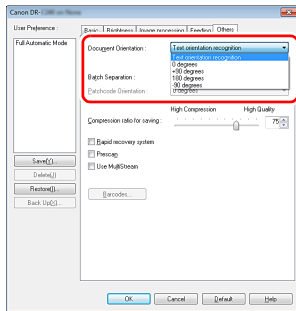 Canon DR-
User Preference :
Full Automatic Mode
Save(Y)...
Delete(J)
Restore(I)...
Back Up(X)...
Basic Brightness Image processing Feeding Others
Document Orientation :
Text orientation recognition
Text orientation recognition
0 degrees
+90 degrees
180 degrees
-90 degrees
Batch Separation :
Patchcode Orientation :
0 degrees
High Compression High Quality
Compression ratio for saving :
75
Rapid recovery system
Prescan
Use MultiStream
Barcodes...
OK Cancel Default Help